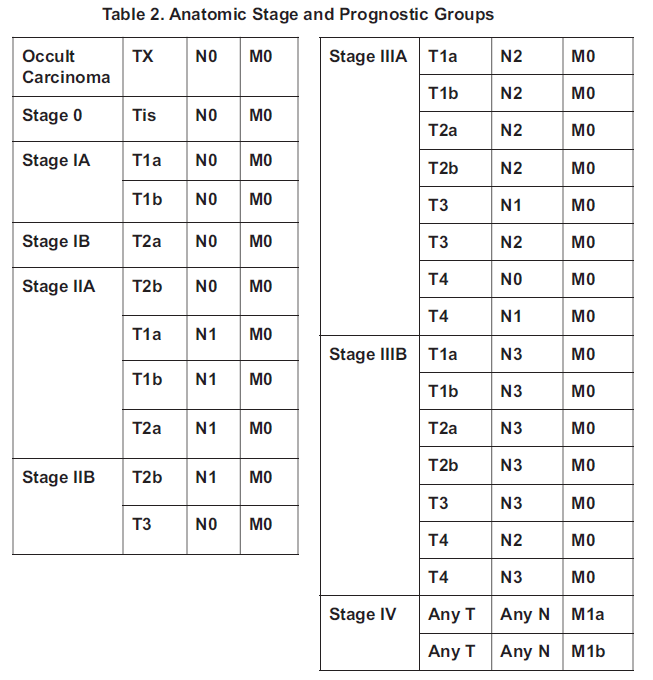 Table 2. Anatomic Stage and Prognostic Groups
Occult TX N0 M0
Carcinoma
Stage 0 Tis N0 M0
Stage IA T1a N0 M0
T1b N0 M0
Stage IB T2a N0 M0
Stage IIA T2b N0 M0
T1a N1 M0
T1b N1 M0
T2a N1 M0
Stage IIB T2b N1 M0
T3 N0 M0
Stage IIIA T1a N2 M0
T1b N2 M0
T2a N2 M0
T2b N2 M0
T3 N1 M0
T3 N2 M0
T4 N0 M0
T4 N1 M0
Stage IIIB T1a N3 M0
T1b N3 M0
T2a N3 M0
T2b N3 M0
T3 N3 M0
T4 N2 M0
T4 N3 M0
Stage IV Any T Any N M1a
Any T Any N M1b